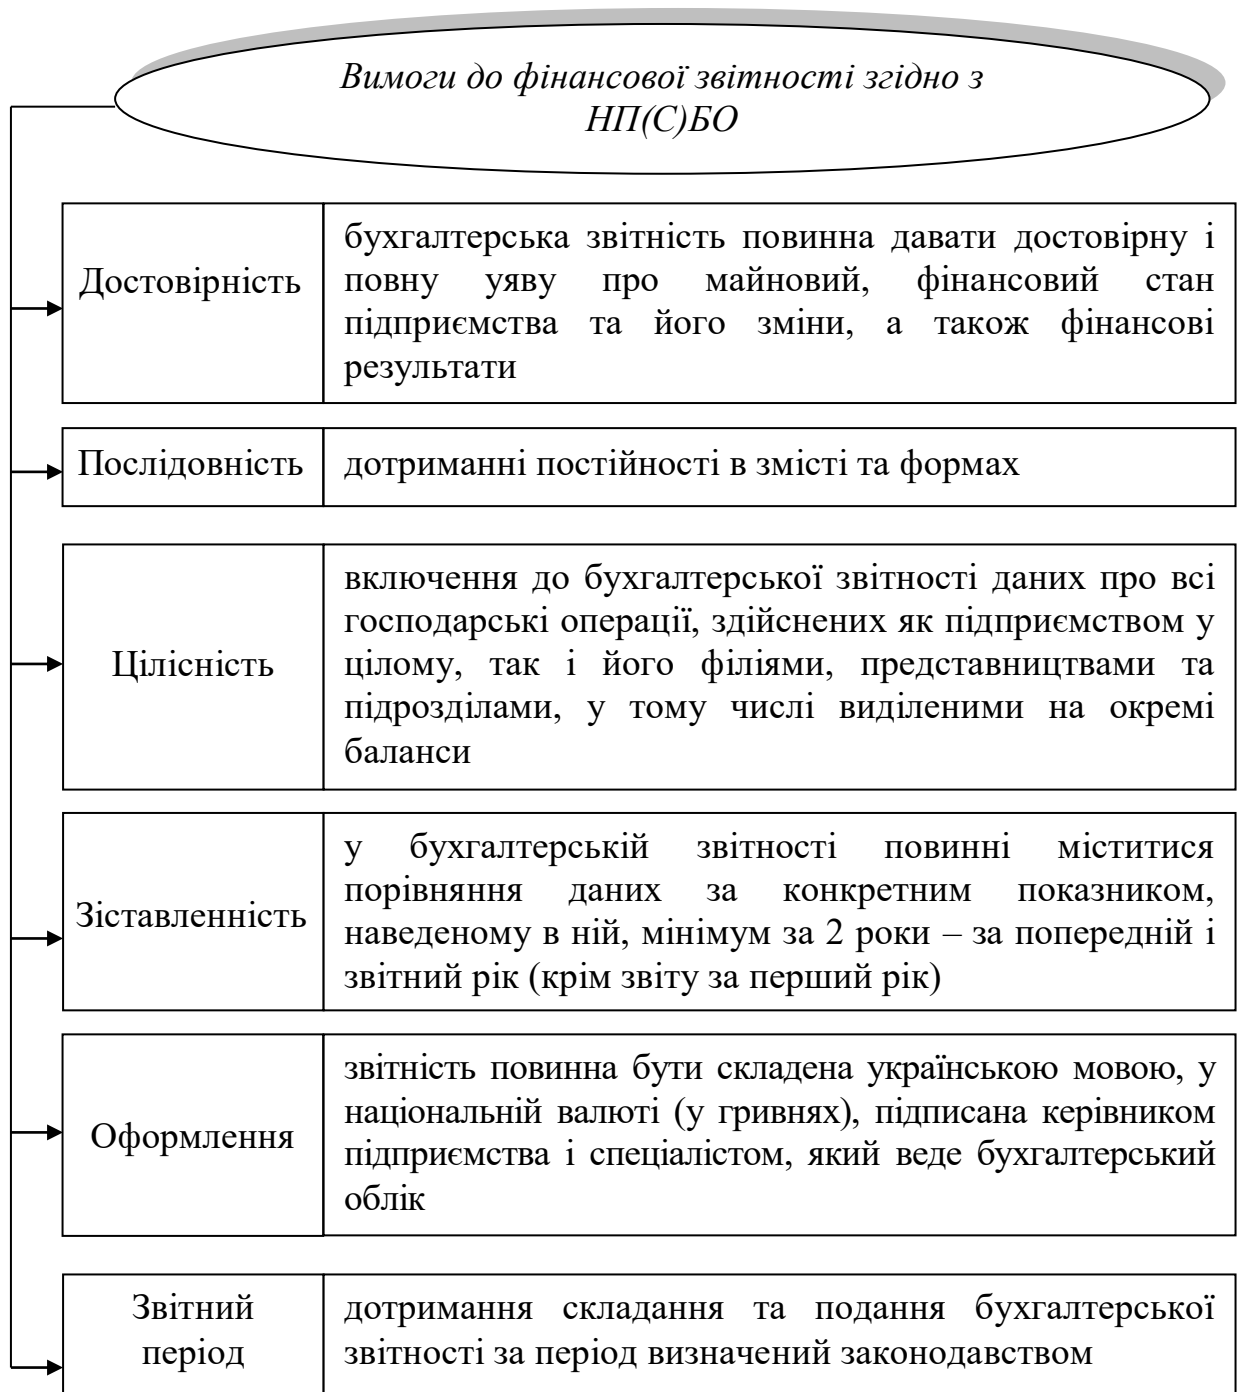 Вимоги до фінансової звітності згідно з
НП(С)БО
Достовірність
бухгалтерська звітність повинна давати достовірну і
повну уяву про майновий, фінансовий стан
підприємства та його зміни, а також фінансові
результати
Послідовність
дотриманні постійності в змісті та формах
Цілісність
включення до бухгалтерської звітності даних про всі
господарські операції, здійснених як підприємством у
цілому, так і його філіями, представництвами та
підрозділами, у тому числі виділеними на окремі
баланси
Зіставленність
у бухгалтерській звітності повинні міститися
порівняння даних за конкретним показником,
наведеному в ній, мінімум за 2 роки – за попередній і
звітний рік (крім звіту за перший рік)
Оформлення
звітність повинна бути складена українською мовою, у
національній валюті (у гривнях), підписана керівником
підприємства і спеціалістом, який веде бухгалтерський
облік
Звітний
період
дотримання складання та подання бухгалтерської
звітності за період визначений законодавством